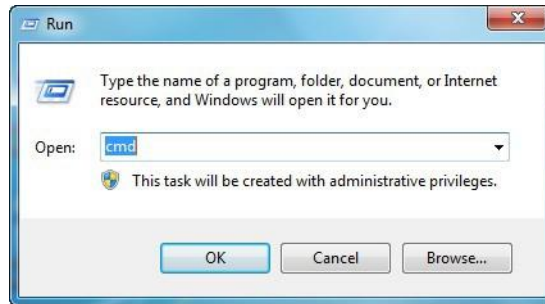 Run
Type the name of a program, folder, document, or Internet
resource, and Windows will open it for you.
Open: cmd
This task will be created with administrative privileges.
OK Cancel Browse...